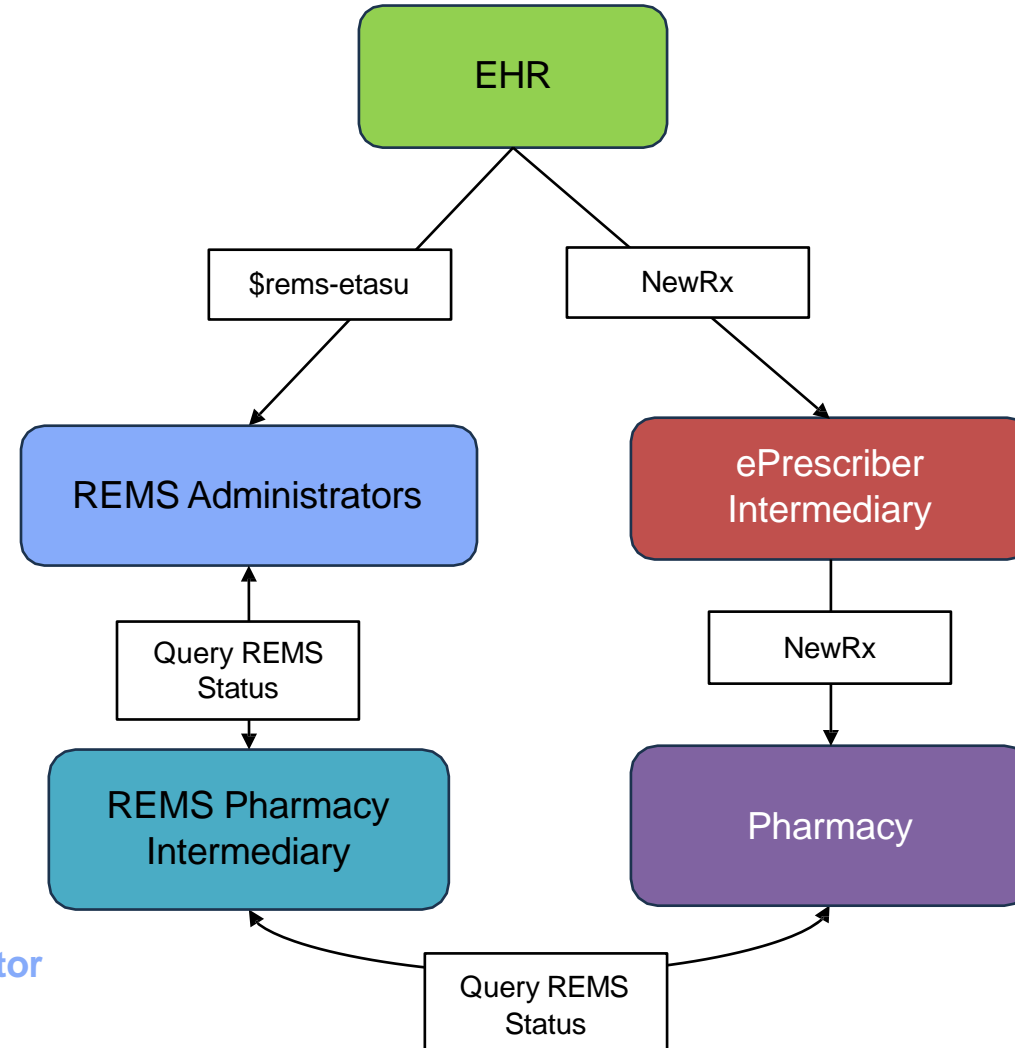 EHR
$rems-etasu
NewRx
REMS Administrators
ePrescriber
Intermediary
Query REMS
Status
NewRx
REMS Pharmacy
Intermediary
Pharmacy
tor
Query REMS
Status